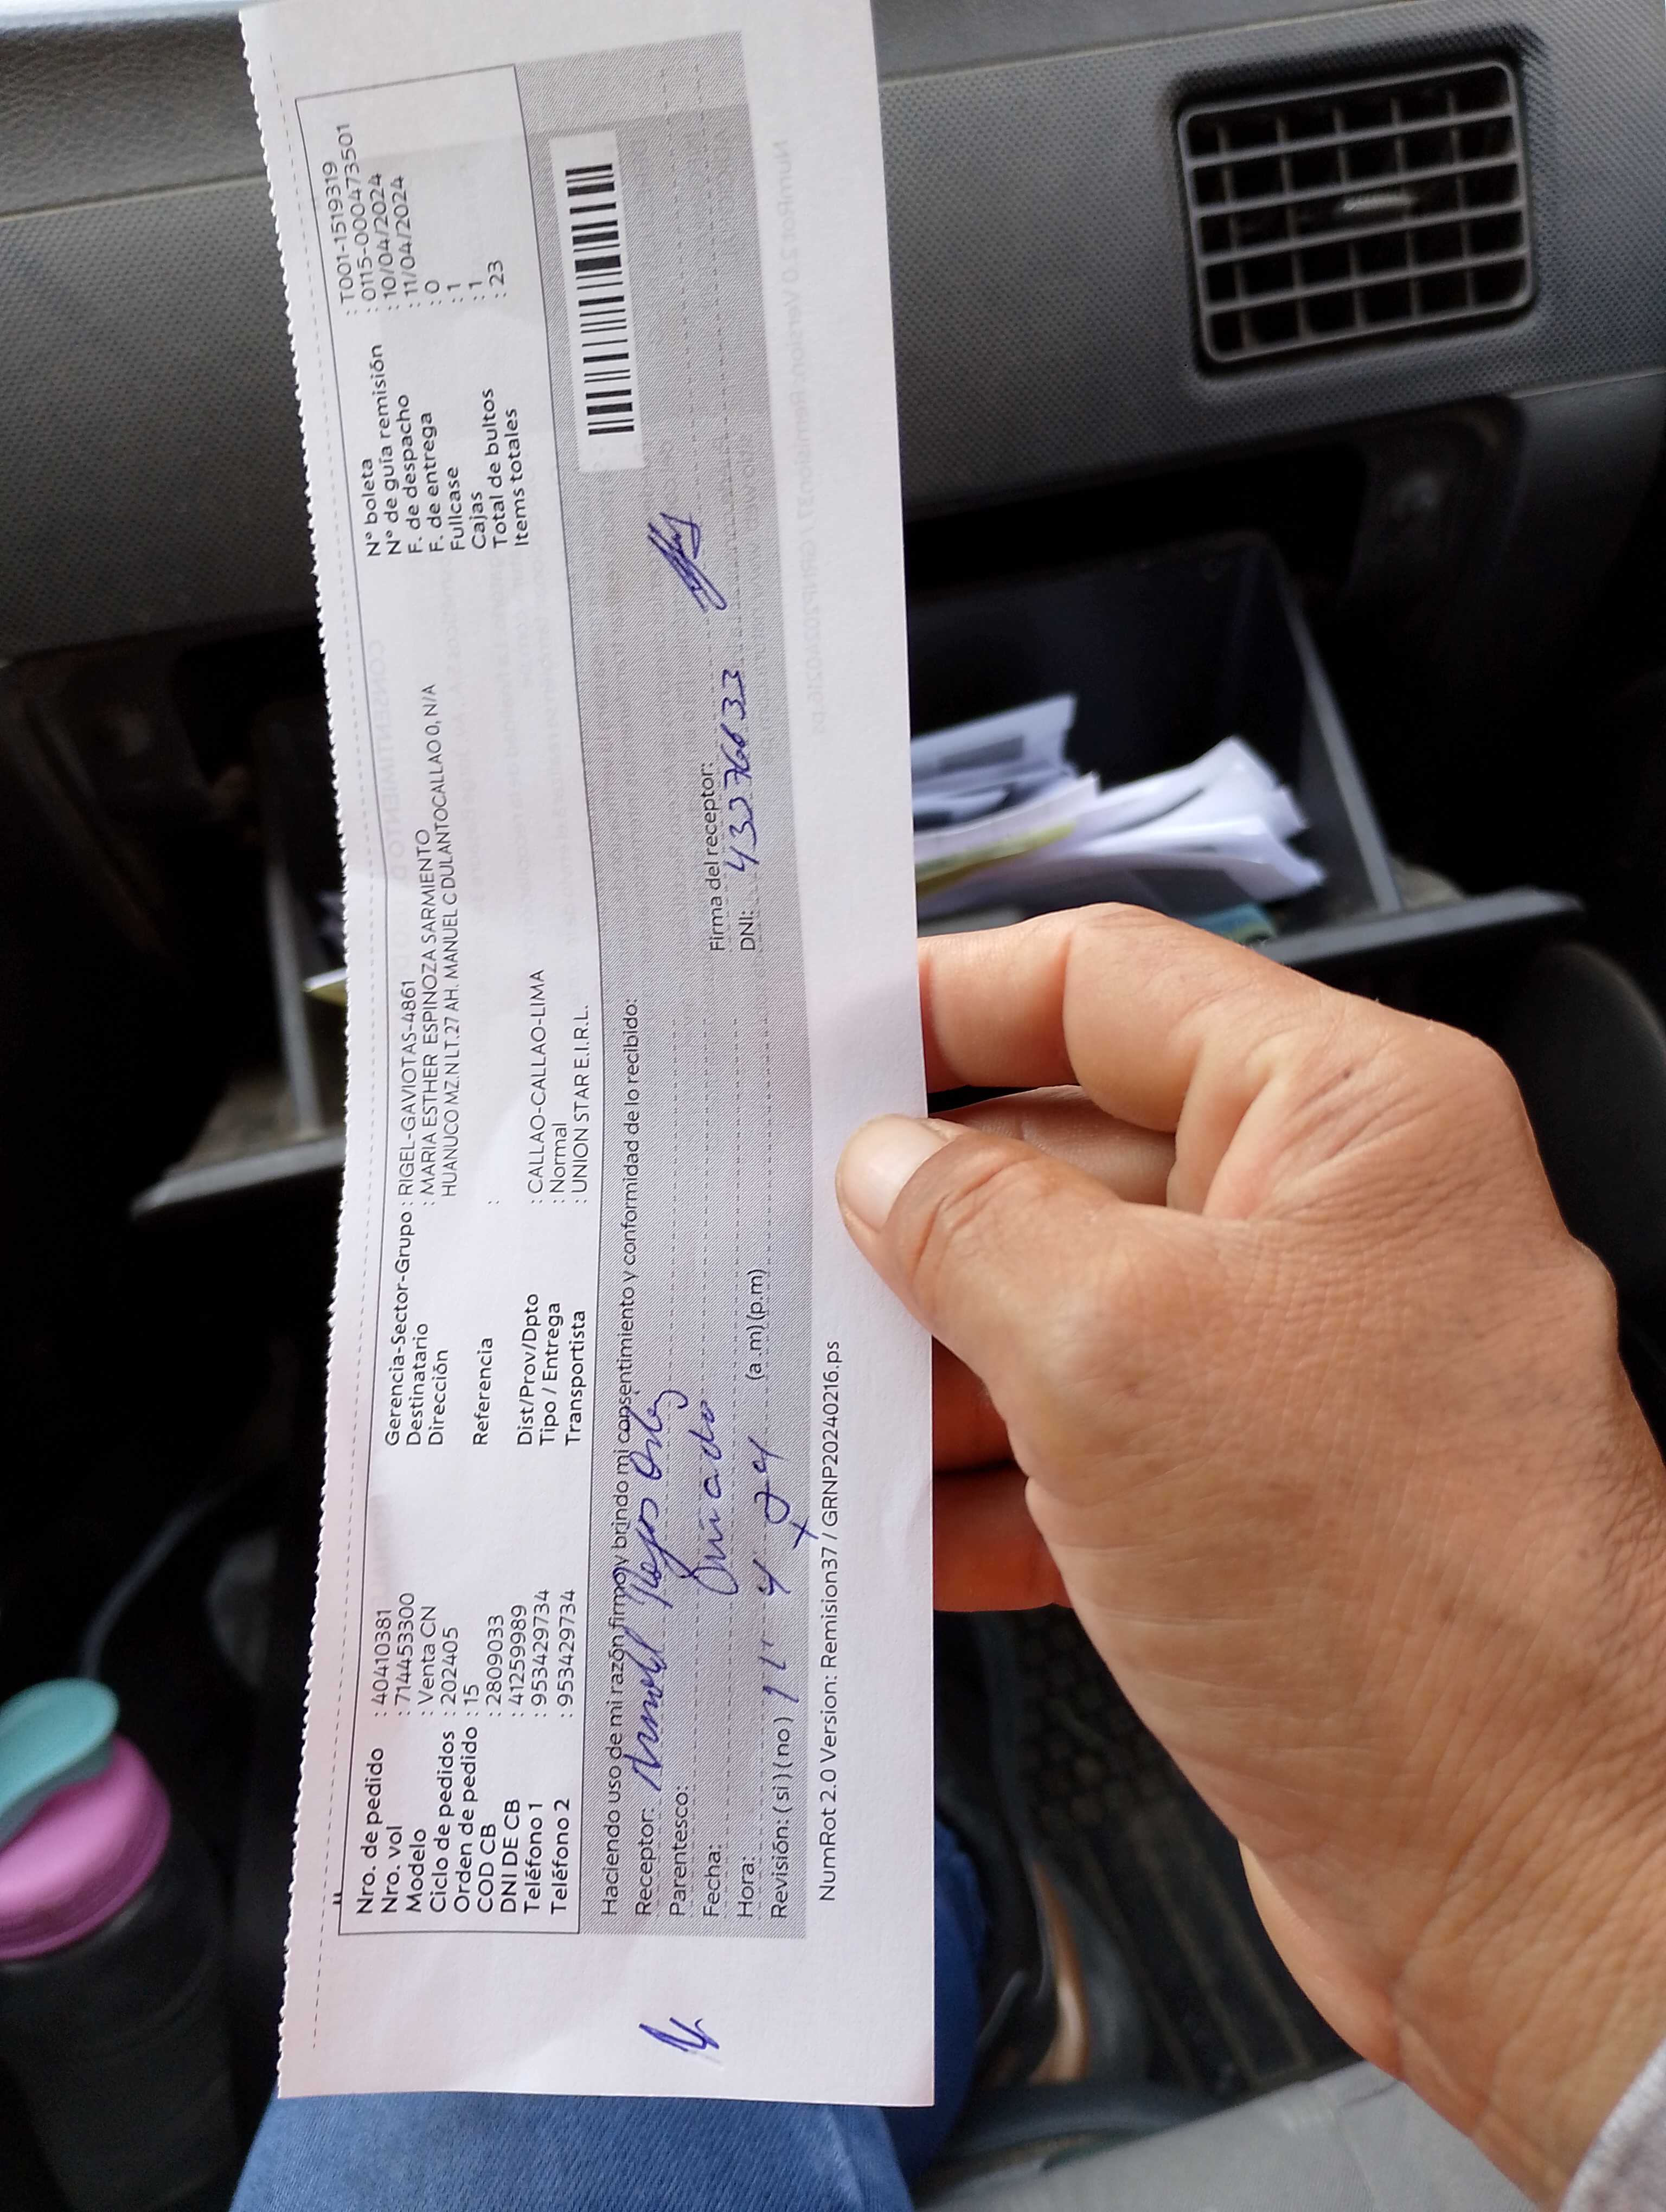 Nro. de pedido : 40410381
Nro. vol : 714453300
Modelo : Venta CN
Ciclo de pedidos : 202405
Orden de pedido : 15
COD CB : 2809033
DNI DE CB : 41259989
Teléfono 1 : 953429734
Teléfono 2 : 953429734
Gerencia-Sector-Grupo : RIGEL-GAVIOTAS-4861
Destinatario : MARIA ESTHER ESPINOZA SARMIENTO
Dirección HUANUCO MZ.N LT.27 AH. MANUEL C DULANTOCALLAO 0, N/A
Referencia :
Dist/Prov/Dpto : CALLAO-CALLAO-LIMA
Tipo / Entrega : Normal
Transportista : UNION STAR E.I.R.L.
N° boleta : T001-1519319
N° de guía remisión : 0115-0000473501
F. de despacho : 10/04/2024
F. de entrega : 11/04/2024
Fullcase : 0
Cajas : 1
Total de bultos : 1
Items totales : 23
Haciendo uso de mi razón firmo y brindo mi consentimiento y conformidad de lo recibido:
Receptor:
Parentesco:
Fecha: 11 4 24
Hora: (a.m) (p.m)
Revisión: (si) (no)
Firma del receptor:
DNI: 43376633
NumRot 2.0 Version: Remision37 / GRNP20240216.ps